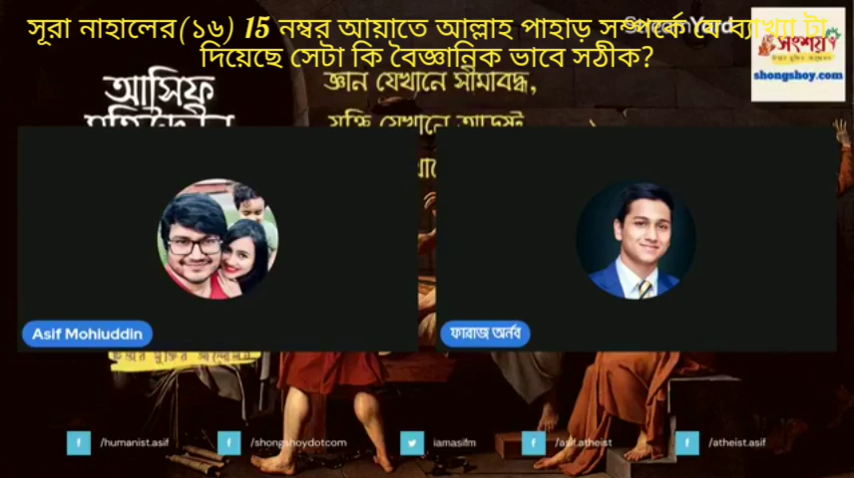 সূরা নাহালের(১৬) 15 নম্বর আয়াতে আল্লাহ পাহাড় সম্পর্কে যে ব্যাখ্যা টা
দিয়েছে সেটা কি বৈজ্ঞানিক ভাবে সঠীক?
সংশয়
shongshoy.com
আসিফ
জ্ঞান যেখানে সীমাবদ্ধ,
যেখানে
Asif Mohiuddin
ফারাজ অর্নব
/humanist.asif
/shongshoydotcom
iamasifm
/asif.atheist
/atheist.asif